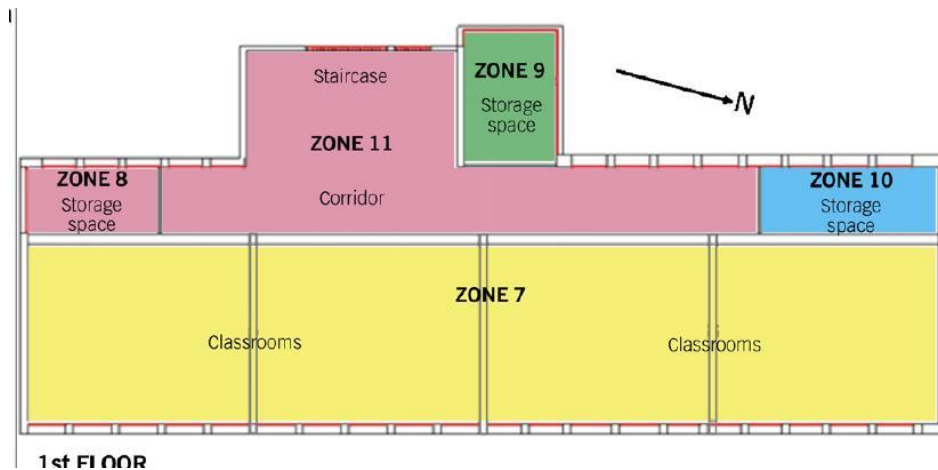 Staircase
ZONE 9
Storage
space
N
ZONE 11
ZONE 8
Storage
space
Corridor
ZONE 10
Storage
space
ZONE 7
Classrooms
Classrooms
1st FLOOR